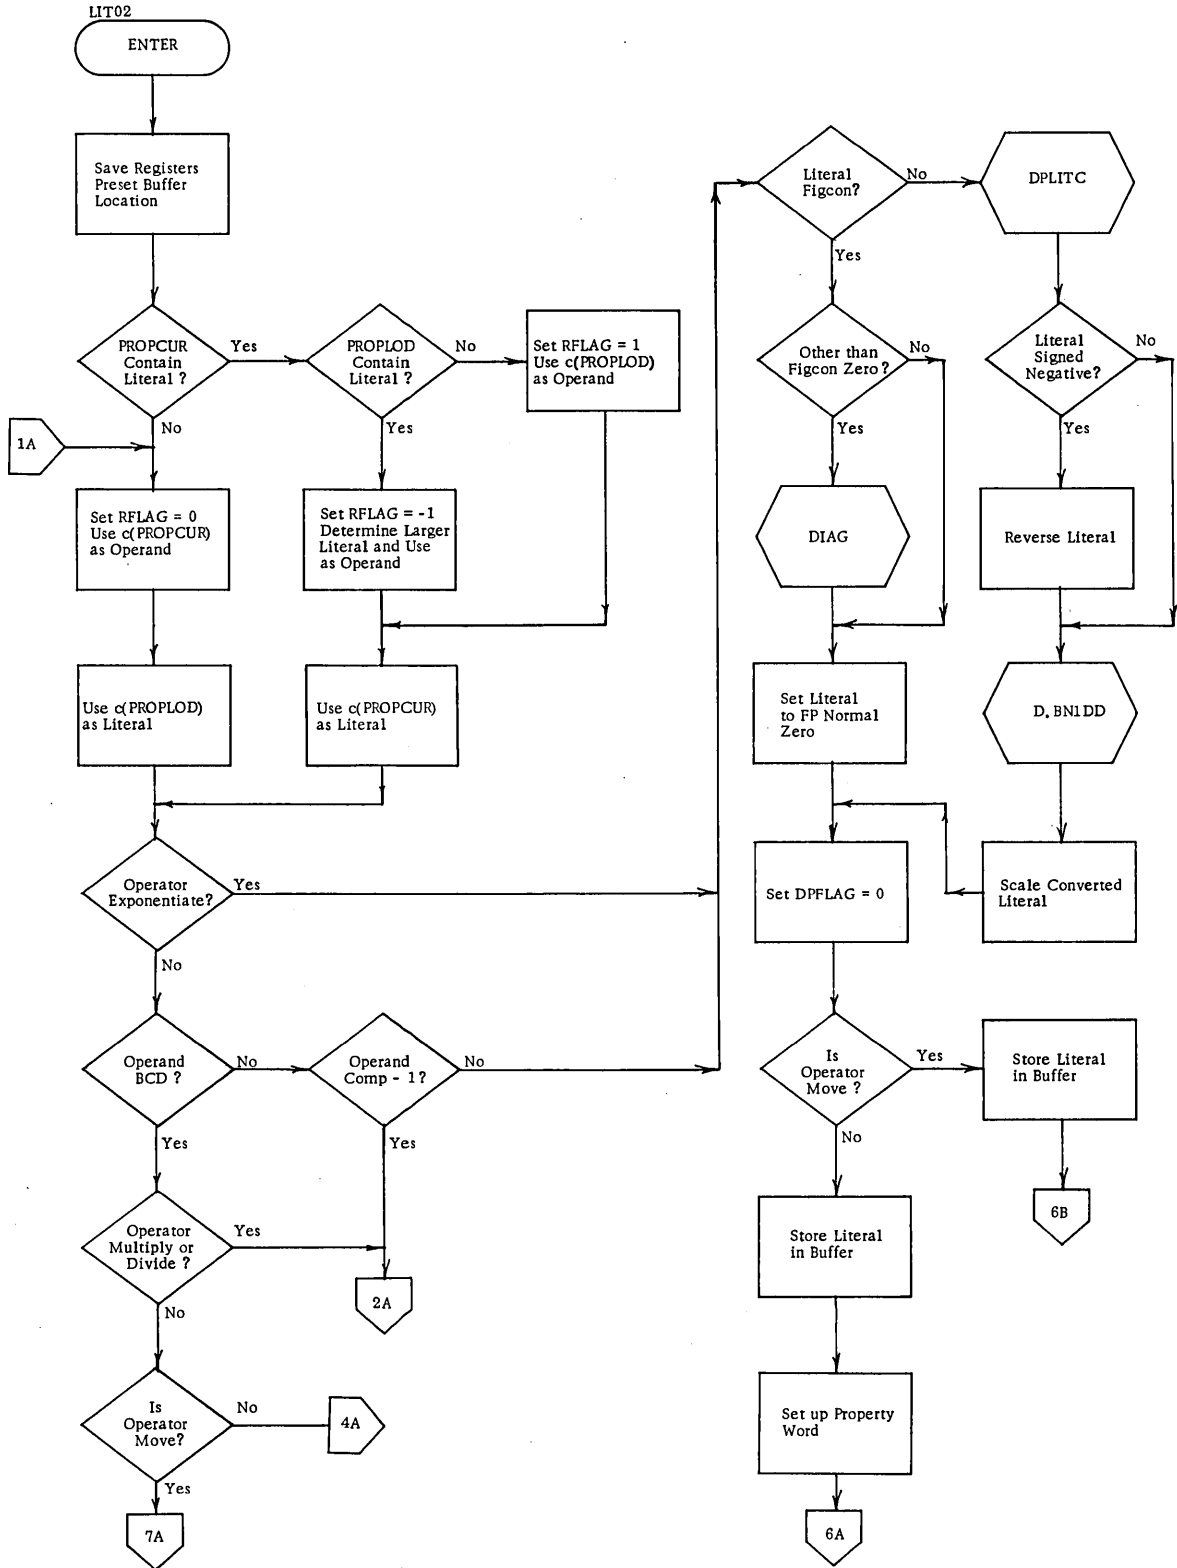 LIT02
ENTER
Save Registers
Preset Buffer
Location
PROPCUR
Contain
Literal ?
Yes
No
PROPLOD
Contain
Literal ?
No
Yes
Set RFLAG = 1
Use c(PROPLOD)
as Operand
1A
Set RFLAG = 0
Use c(PROPCUR)
as Operand
Set RFLAG = -1
Determine Larger
Literal and Use
as Operand
Use c(PROPLOD)
as Literal
Use c(PROPCUR)
as Literal
Operator
Exponentiate?
Yes
No
Operand
BCD ?
No
Yes
Operand
Comp - 1?
No
Yes
Operator
Multiply or
Divide ?
Yes
No
2A
Is
Operator
Move?
No
Yes
4A
7A
Literal
Figcon?
No
Yes
DPLITC
Other than
Figcon Zero?
No
Yes
Literal
Signed
Negative?
No
Yes
DIAG
Reverse Literal
Set Literal
to FP Normal
Zero
D.BN1DD
Set DPFLAG = 0
Scale Converted
Literal
Is
Operator
Move ?
Yes
No
Store Literal
in Buffer
6B
Store Literal
in Buffer
Set up Property
Word
6A